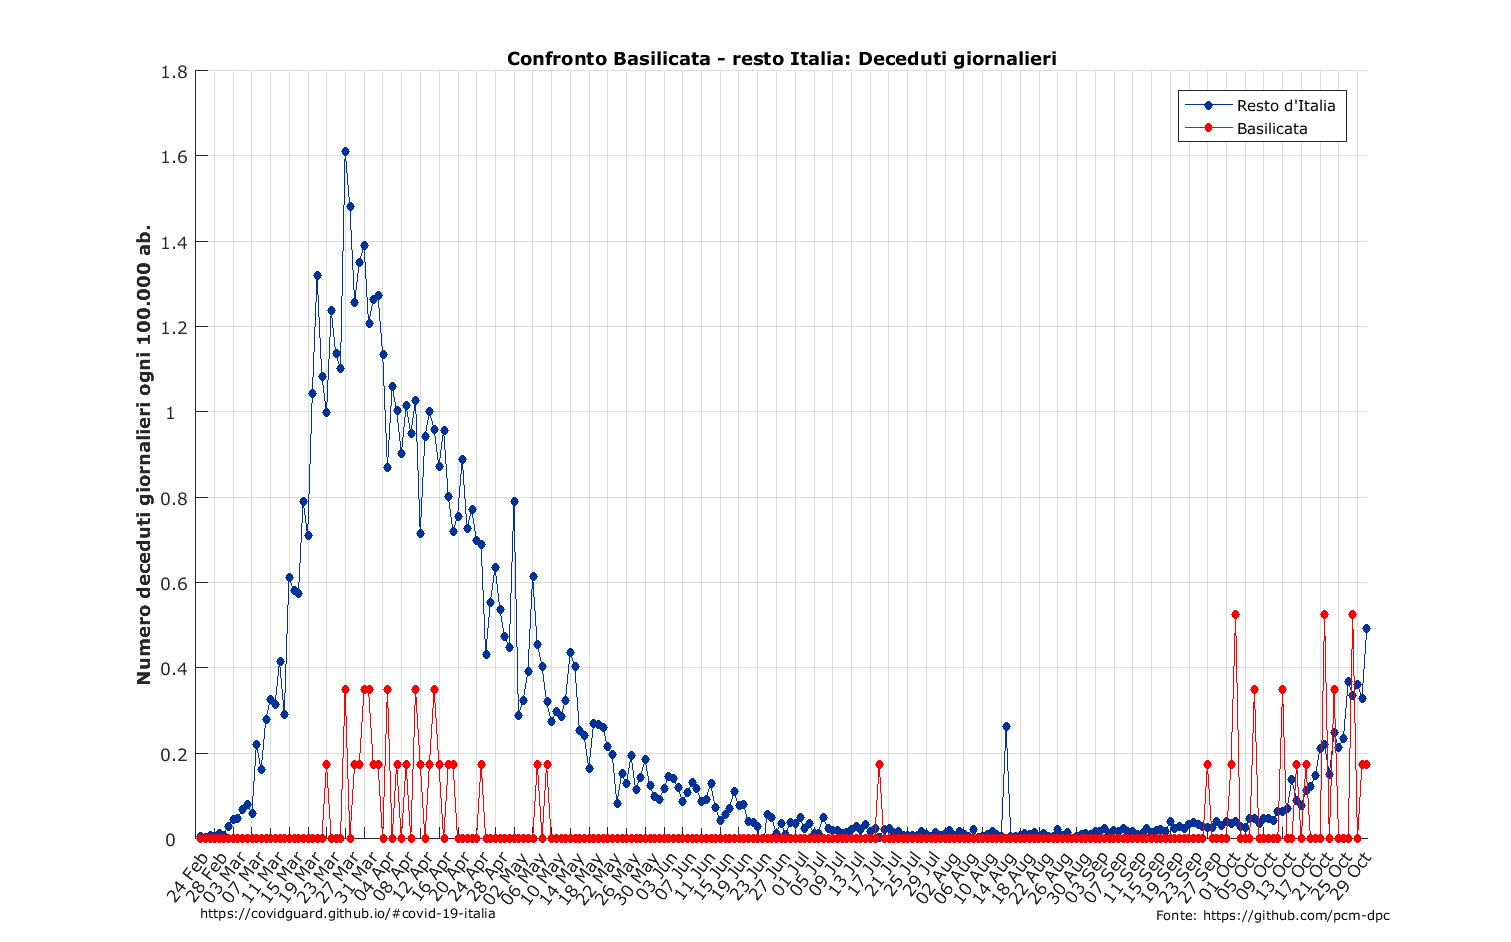 Confronto Basilicata - resto Italia: Deceduti giornalieri
Numero deceduti giornalieri ogni 100.000 ab.
1.8
1.6
1.4
1.2
1
0.8
0.6
0.4
0.2
0
Resto d'Italia
Basilicata
24 Feb
28 Feb
03 Mar
07 Mar
11 Mar
15 Mar
19 Mar
23 Mar
27 Mar
31 Mar
04 Apr
08 Apr
12 Apr
16 Apr
20 Apr
24 Apr
28 Apr
02 May
06 May
10 May
14 May
18 May
22 May
26 May
30 May
03 Jun
07 Jun
11 Jun
15 Jun
19 Jun
23 Jun
27 Jun
01 Jul
05 Jul
09 Jul
13 Jul
17 Jul
21 Jul
25 Jul
29 Jul
02 Aug
06 Aug
10 Aug
14 Aug
18 Aug
22 Aug
26 Aug
30 Aug
03 Sep
07 Sep
11 Sep
15 Sep
19 Sep
23 Sep
27 Sep
01 Oct
05 Oct
09 Oct
13 Oct
17 Oct
21 Oct
25 Oct
29 Oct
https://covidguard.github.io/#covid-19-italia
Fonte: https://github.com/pcm-dpc